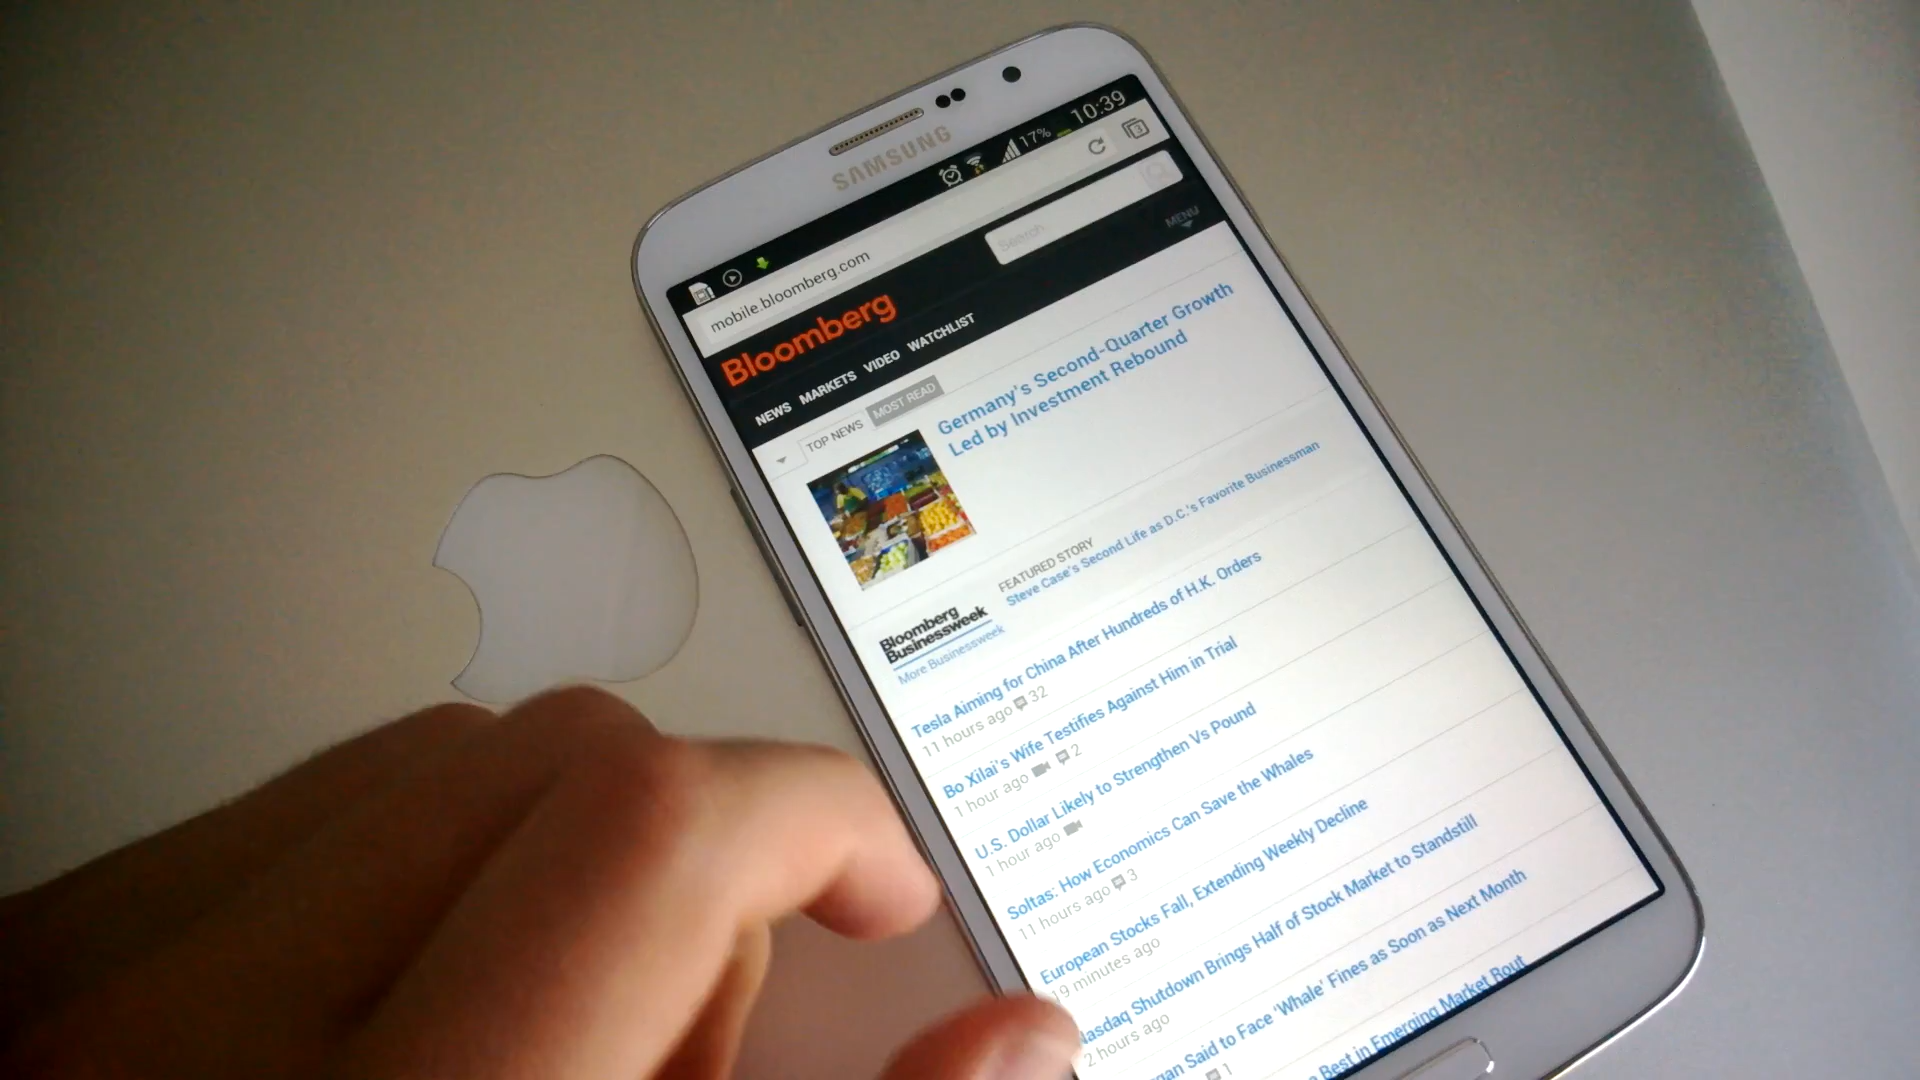 SAMSUNG
17% 10:39
mobile.bloomberg.com
3
Bloomberg
Search
MENU
NEWS MARKETS VIDEO WATCHLIST
TOP NEWS MOST READ
Germany's Second-Quarter Growth
Led by Investment Rebound
Bloomberg
Businessweek
More Businessweek
FEATURED STORY
Steve Case's Second Life as D.C.'s Favorite Businessman
Tesla Aiming for China After Hundreds of H.K. Orders
11 hours ago 32
Bo Xilai's Wife Testifies Against Him in Trial
1 hour ago 2
U.S. Dollar Likely to Strengthen Vs Pound
1 hour ago
Soltas: How Economics Can Save the Whales
11 hours ago 3
European Stocks Fall, Extending Weekly Decline
19 minutes ago
Nasdaq Shutdown Brings Half of Stock Market to Standstill
2 hours ago
Said to Face 'Whale' Fines as Soon as Next Month
1
Best in Emerging Market Rout